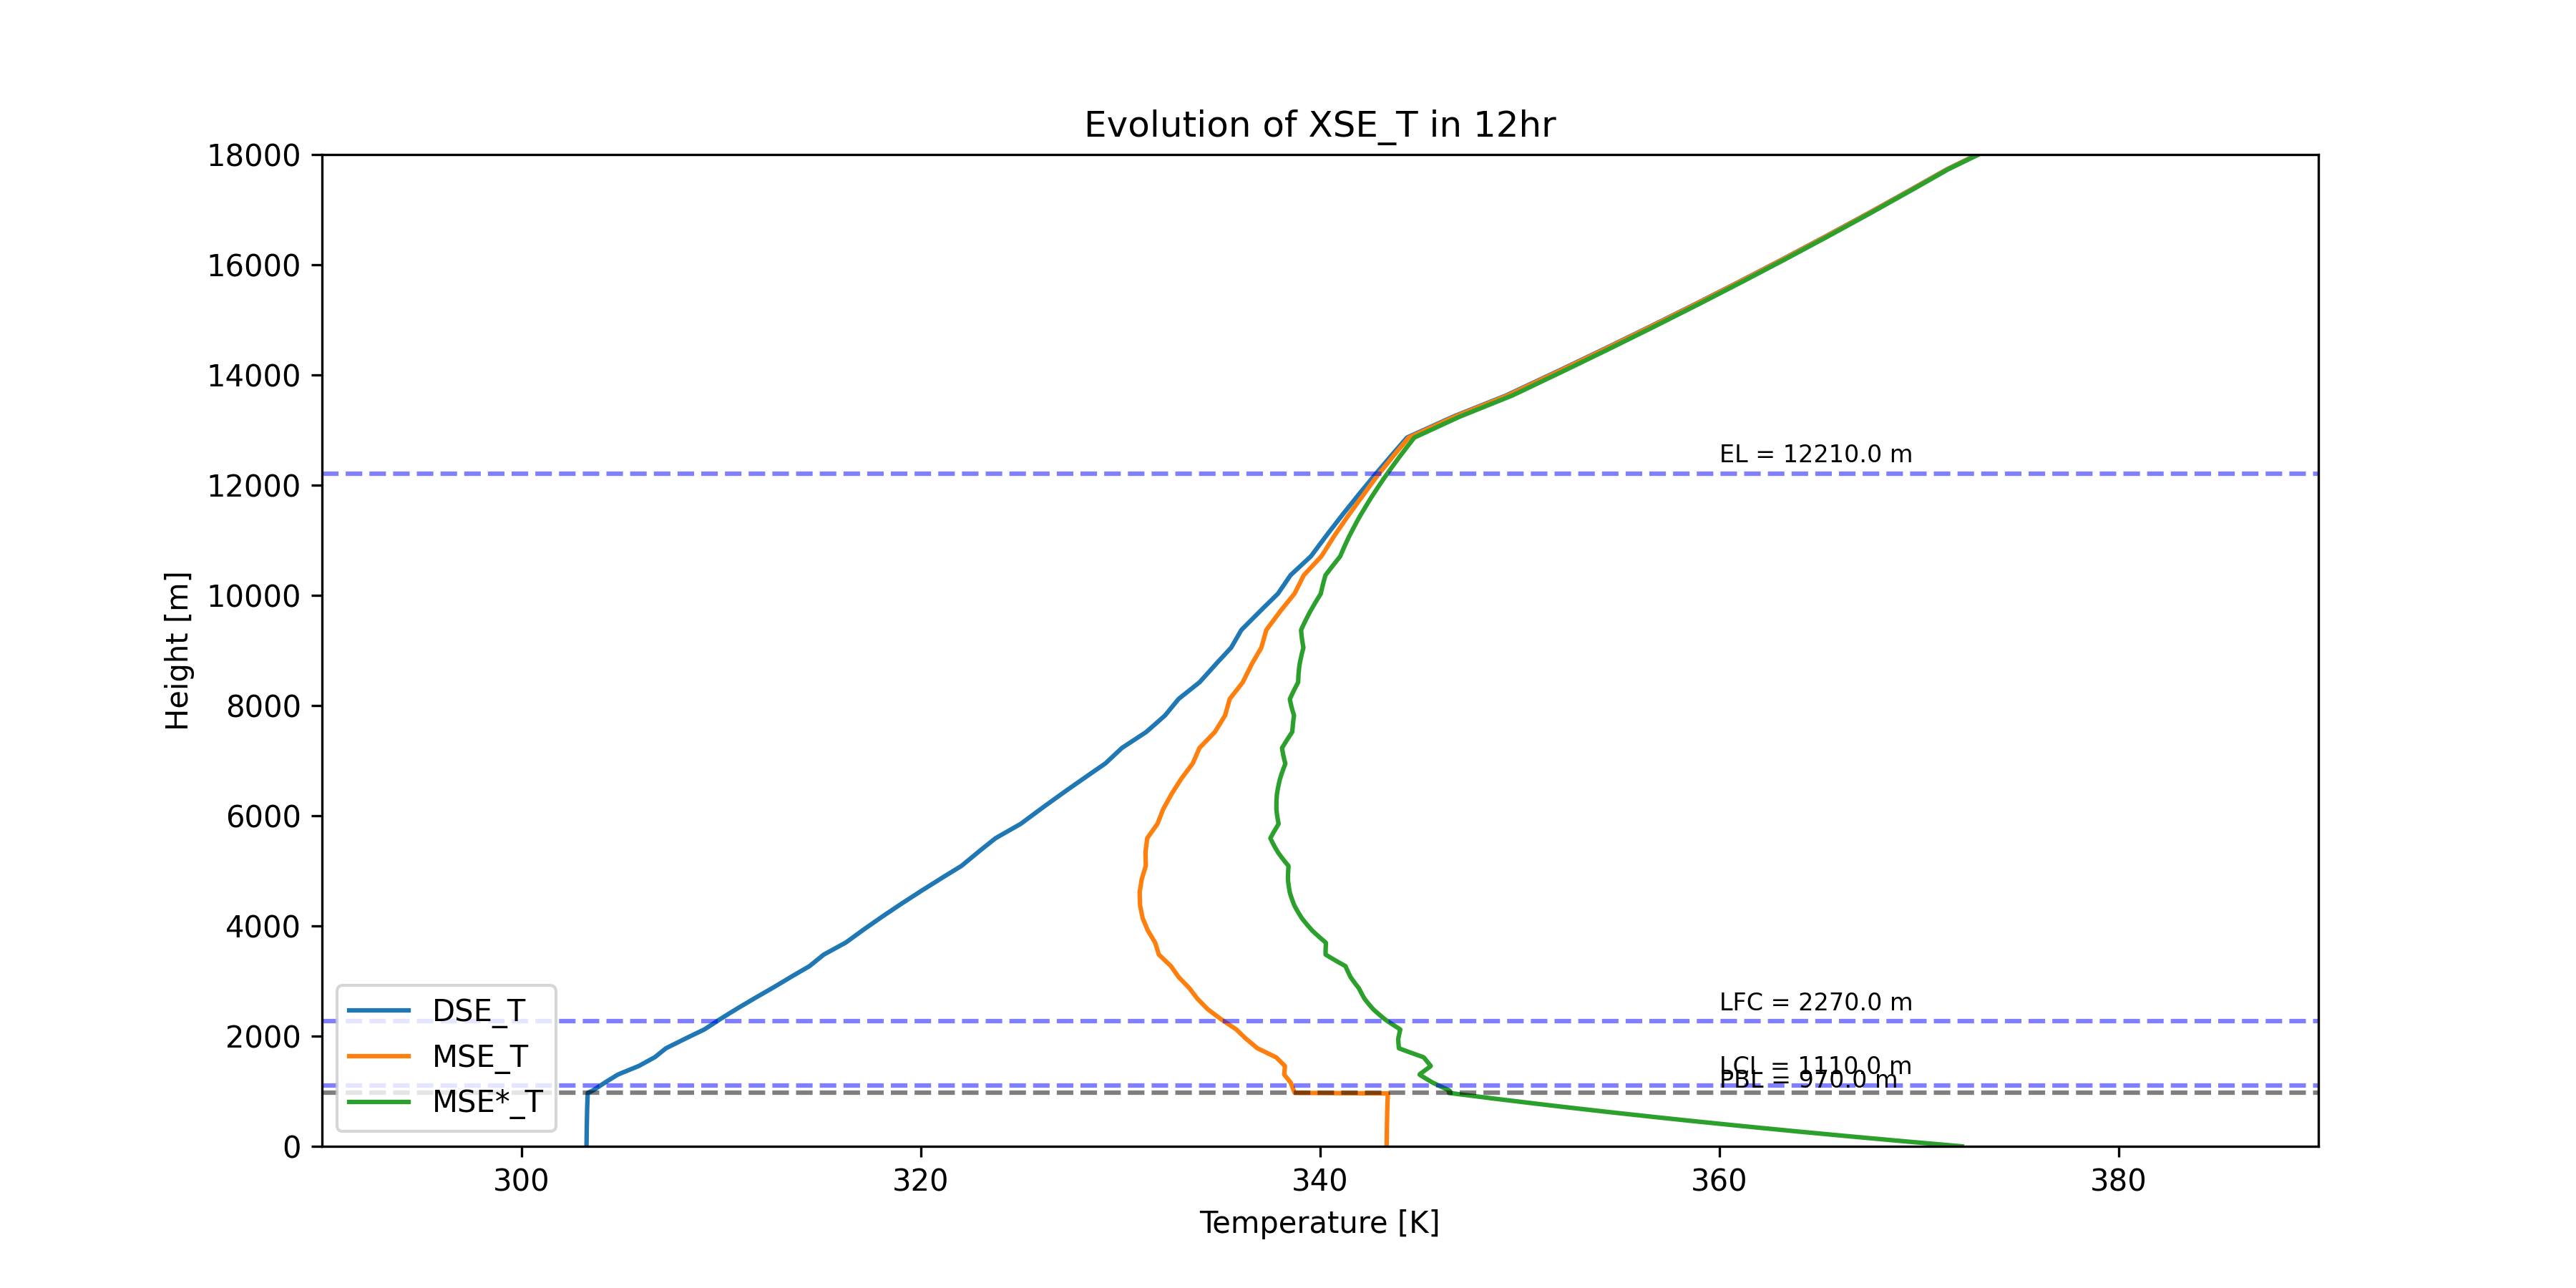 Evolution of XSE_T in 12hr
18000
16000
14000
12000
10000
8000
6000
4000
2000
0
Height [m]
EL = 12210.0 m
LFC = 2270.0 m
LCL = 1110.0 m
PBL = 970.0 m
DSE_T
MSE_T
MSE*_T
300 320 340 360 380
Temperature [K]